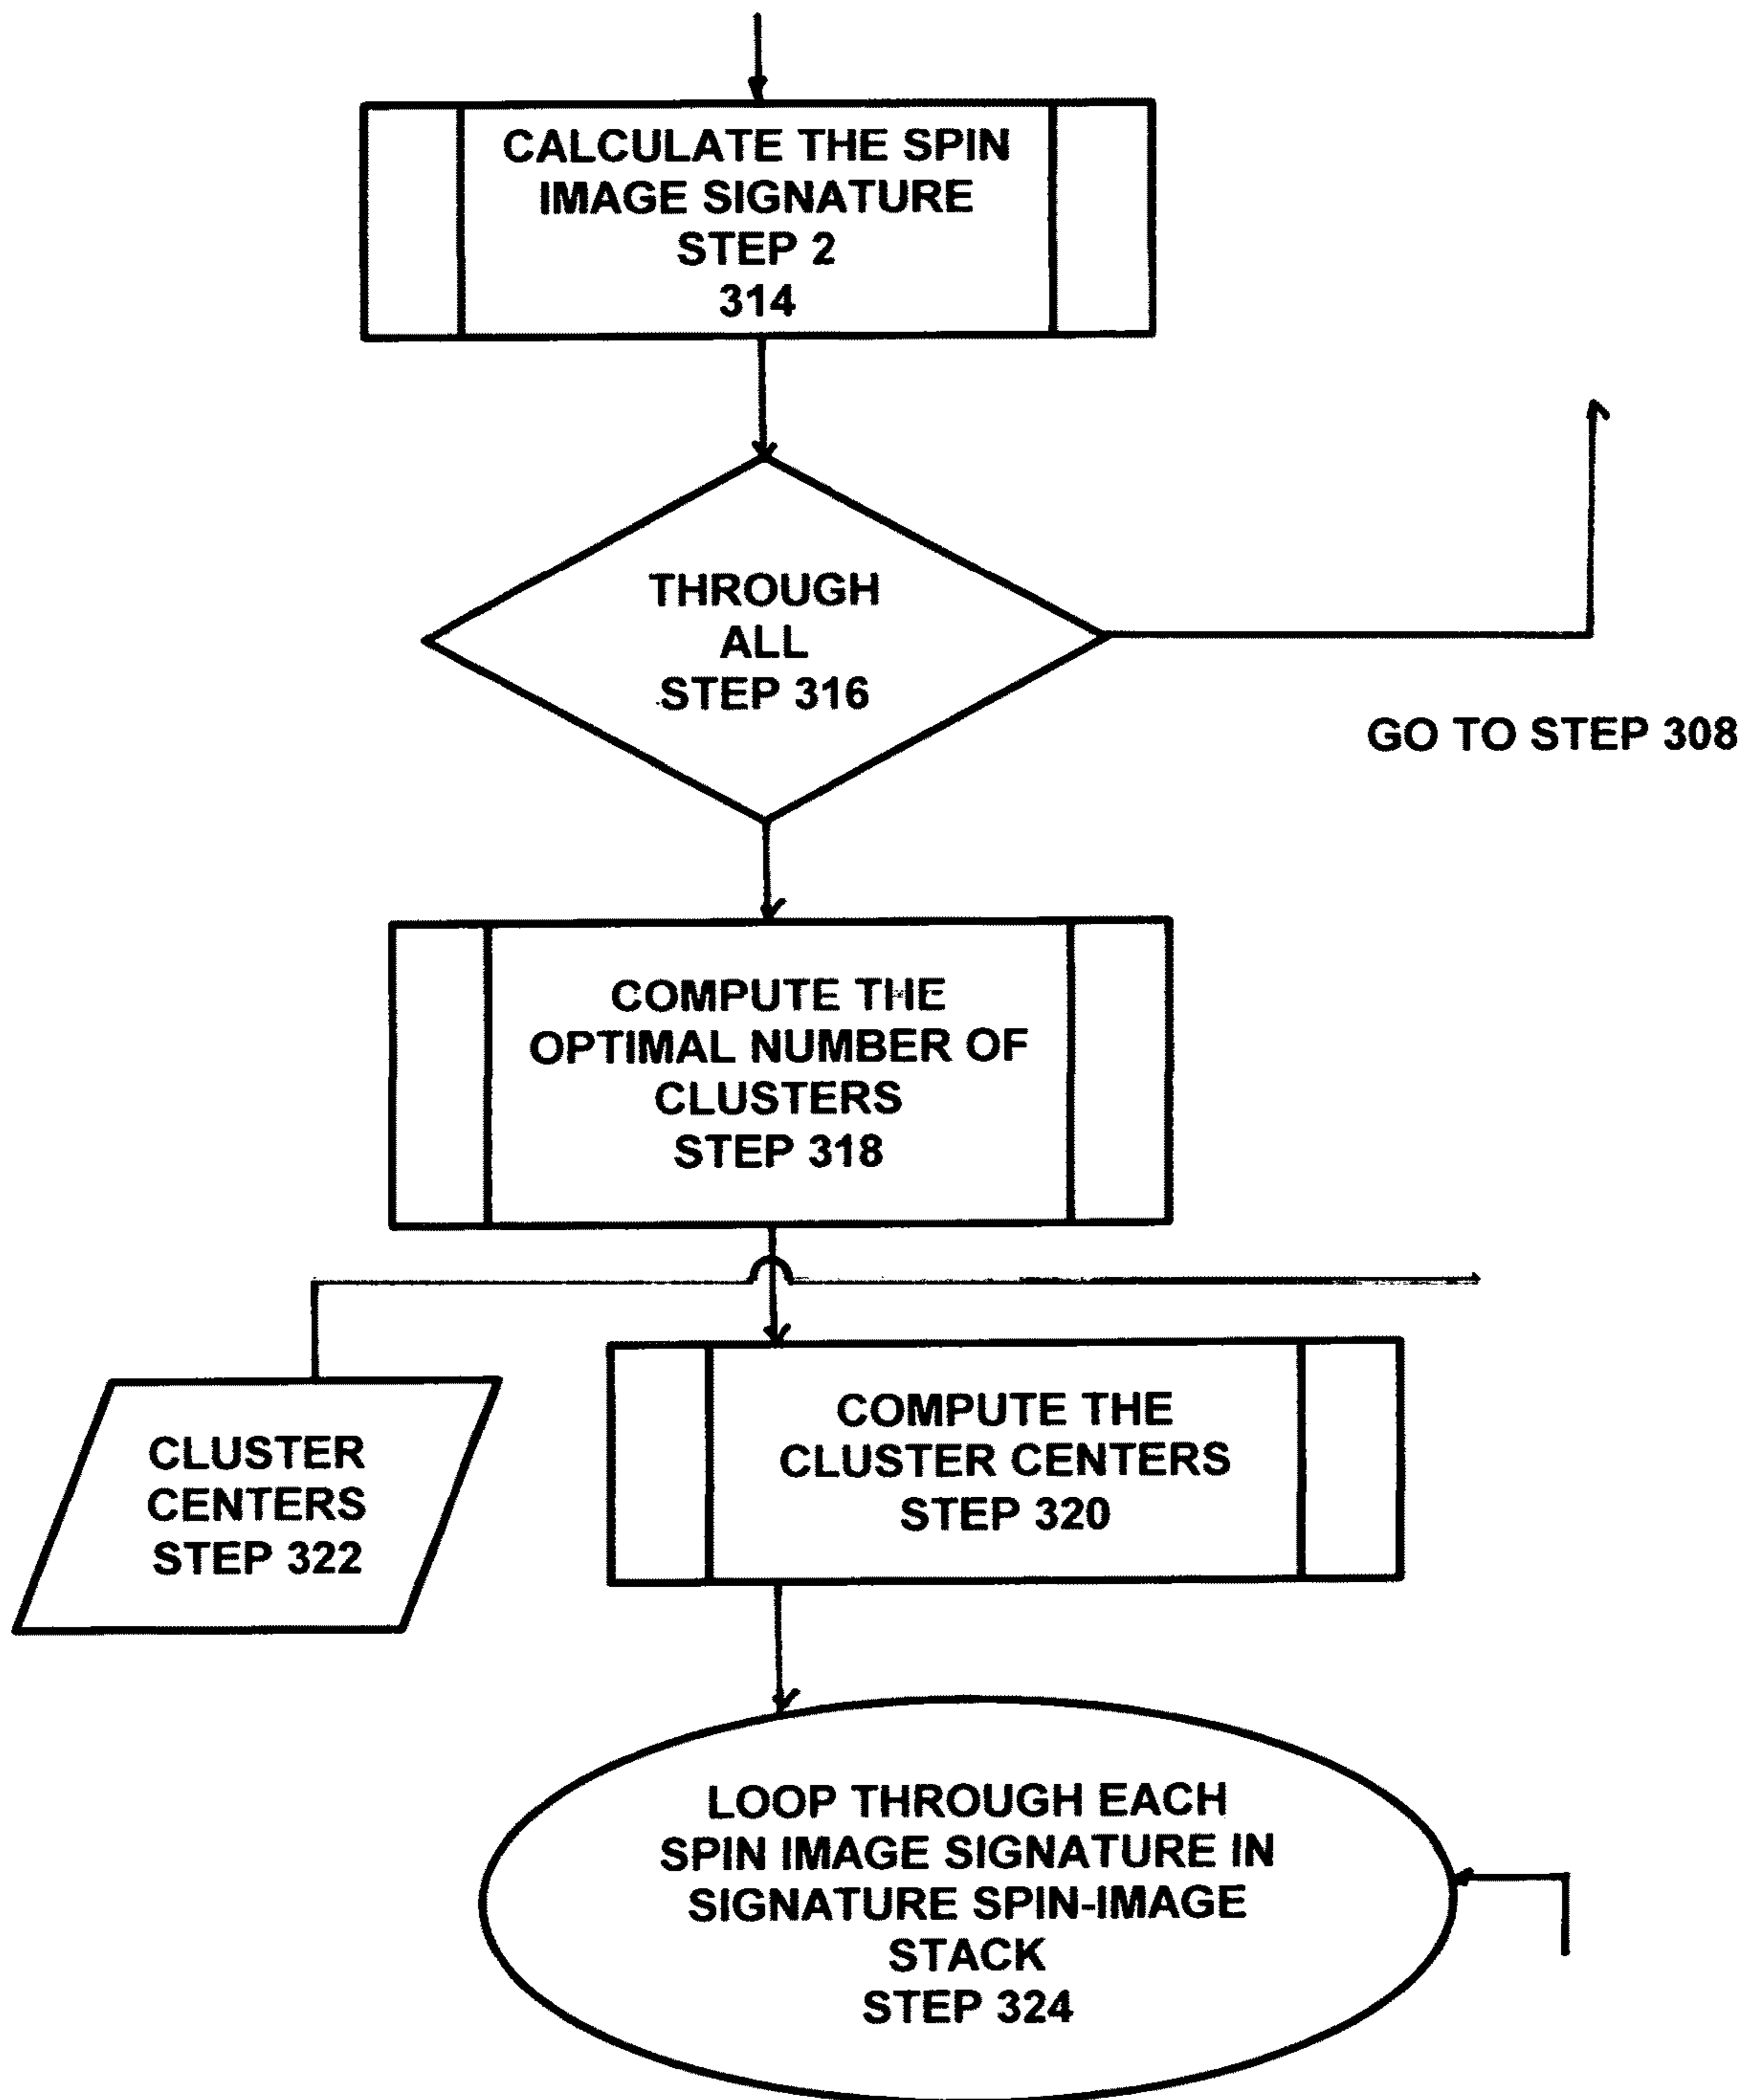 CALCULATE THE SPIN
IMAGE SIGNATURE
STEP 2
314
THROUGH
ALL
STEP 316
GO TO STEP 308
COMPUTE THE
OPTIMAL NUMBER OF
CLUSTERS
STEP 318
CLUSTER
CENTERS
STEP 322
COMPUTE THE
CLUSTER CENTERS
STEP 320
LOOP THROUGH EACH
SPIN IMAGE SIGNATURE IN
SIGNATURE SPIN-IMAGE
STACK
STEP 324